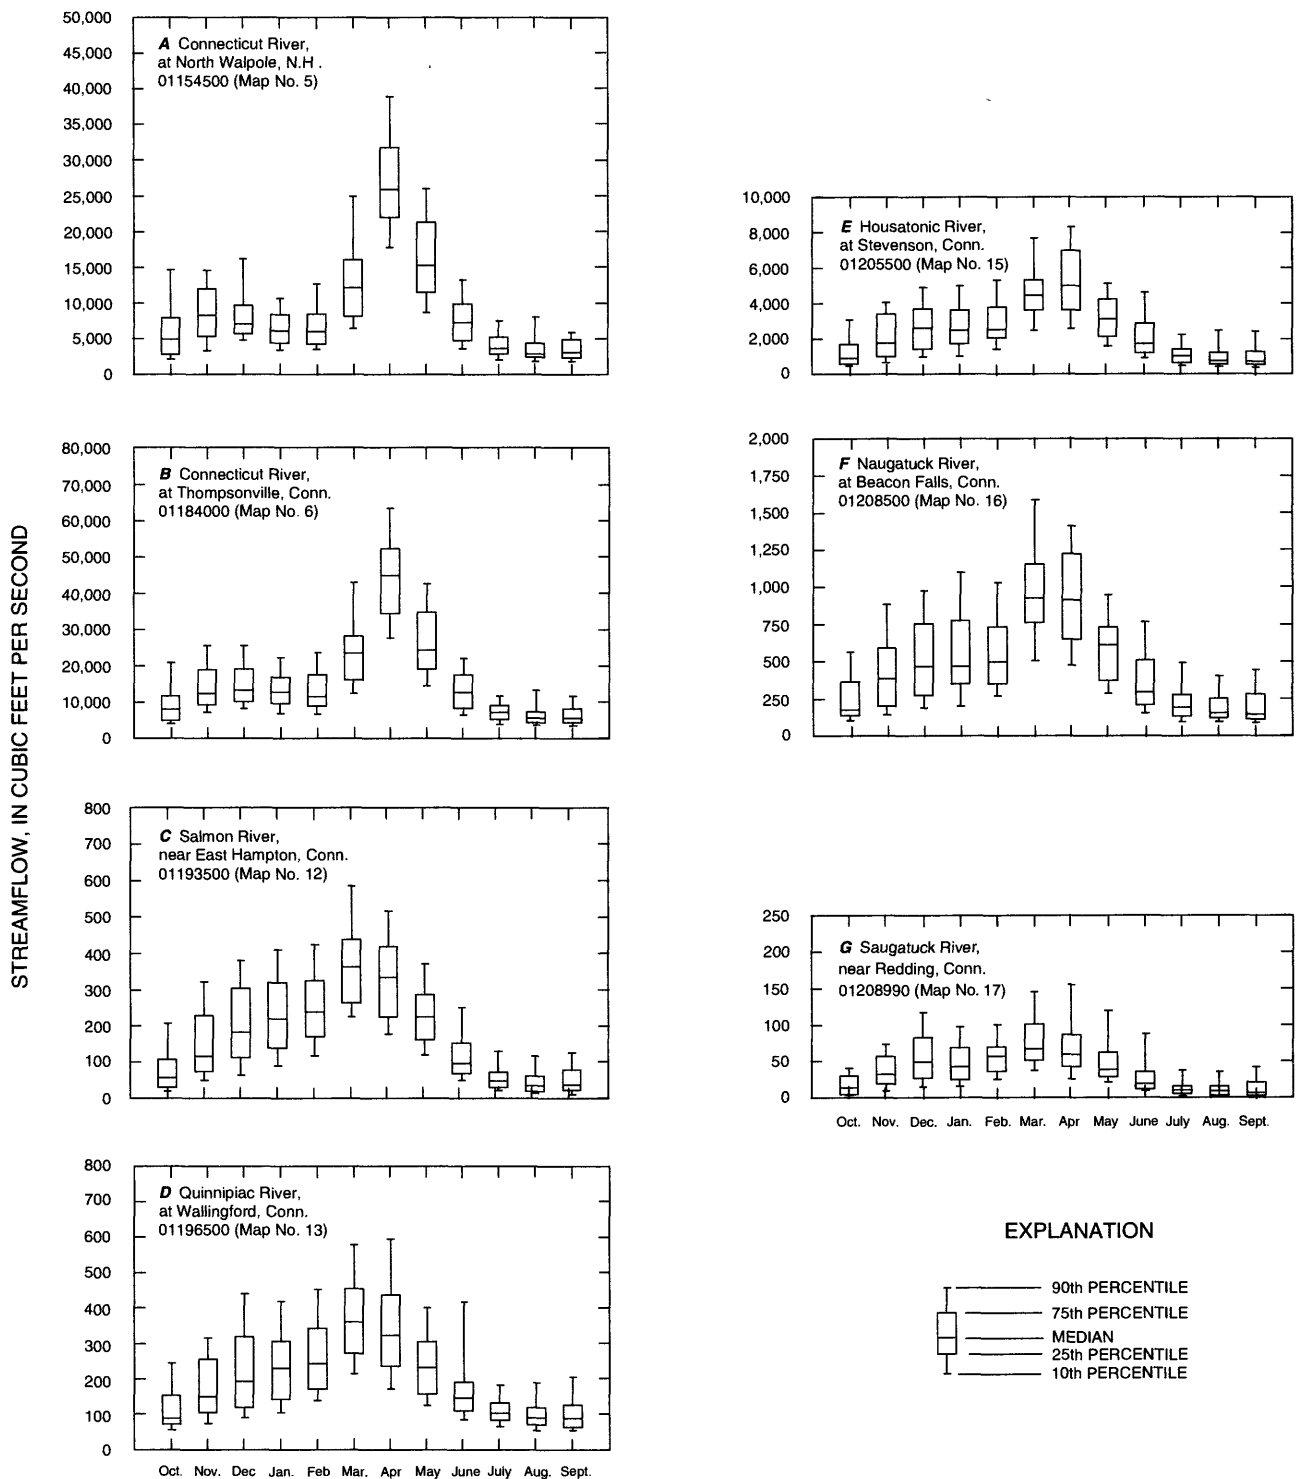 STREAMFLOW, IN CUBIC FEET PER SECOND
50,000
45,000
40,000
35,000
30,000
25,000
20,000
15,000
10,000
5,000
0
A Connecticut River,
at North Walpole, N.H .
01154500 (Map No. 5)
80,000
70,000
60,000
50,000
40,000
30,000
20,000
10,000
0
B Connecticut River,
at Thompsonville, Conn.
01184000 (Map No. 6)
800
700
600
500
400
300
200
100
0
C Salmon River,
near East Hampton, Conn.
01193500 (Map No. 12)
800
700
600
500
400
300
200
100
0
D Quinnipiac River,
at Wallingford, Conn.
01196500 (Map No. 13)
Oct. Nov. Dec Jan. Feb Mar. Apr May June July Aug. Sept.
10,000
8,000
6,000
4,000
2,000
0
E Housatonic River,
at Stevenson, Conn.
01205500 (Map No. 15)
2,000
1,750
1,500
1,250
1,000
750
500
250
0
F Naugatuck River,
at Beacon Falls, Conn.
01208500 (Map No. 16)
250
200
150
100
50
0
G Saugatuck River,
near Redding, Conn.
01208990 (Map No. 17)
Oct. Nov. Dec. Jan. Feb. Mar. Apr May June July Aug. Sept.
EXPLANATION
90th PERCENTILE
75th PERCENTILE
MEDIAN
25th PERCENTILE
10th PERCENTILE